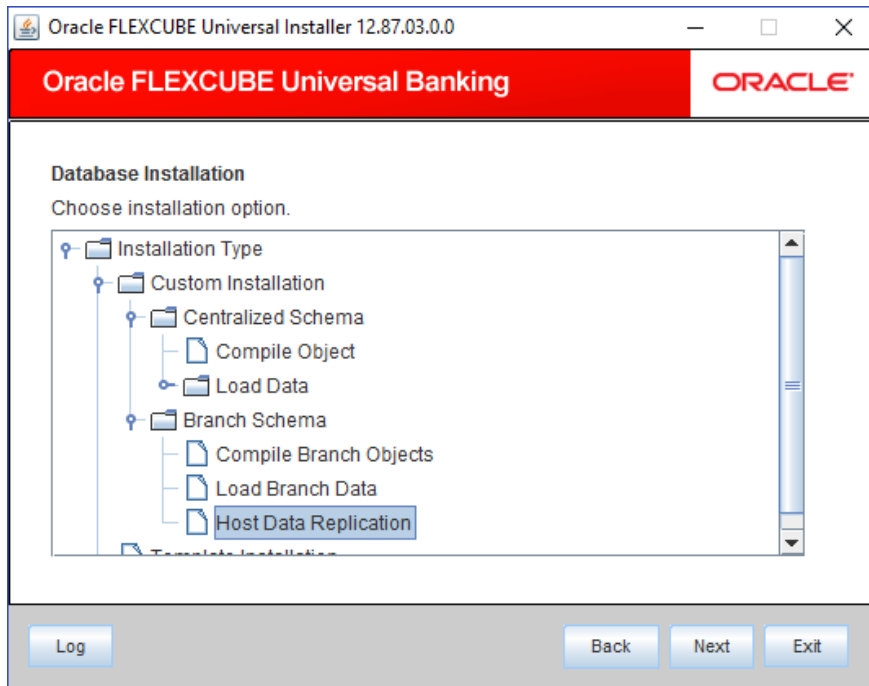 Oracle FLEXCUBE Universal Installer 12.87.03.0.0
Oracle FLEXCUBE Universal Banking
ORACLE
Database Installation
Choose installation option.
Installation Type
Custom Installation
Centralized Schema
Compile Object
Load Data
Branch Schema
Compile Branch Objects
Load Branch Data
Host Data Replication
Template Installation
Log Back Next Exit